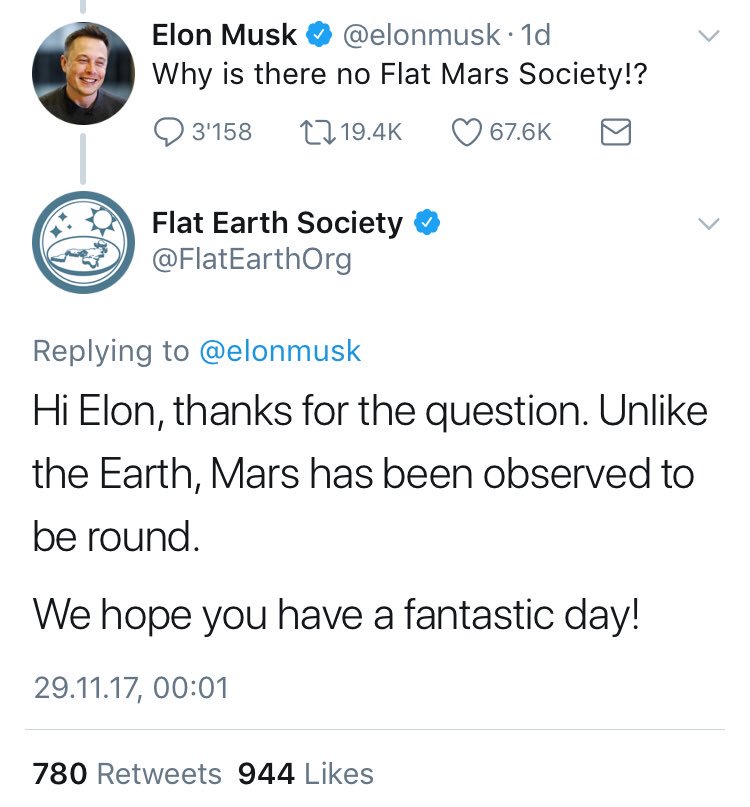 Elon Musk @elonmusk · 1d
Why is there no Flat Mars Society!?
3'158 19.4K 67.6K
Flat Earth Society
@FlatEarthOrg
Replying to @elonmusk
Hi Elon, thanks for the question. Unlike
the Earth, Mars has been observed to
be round.
We hope you have a fantastic day!
29.11.17, 00:01
780 Retweets 944 Likes